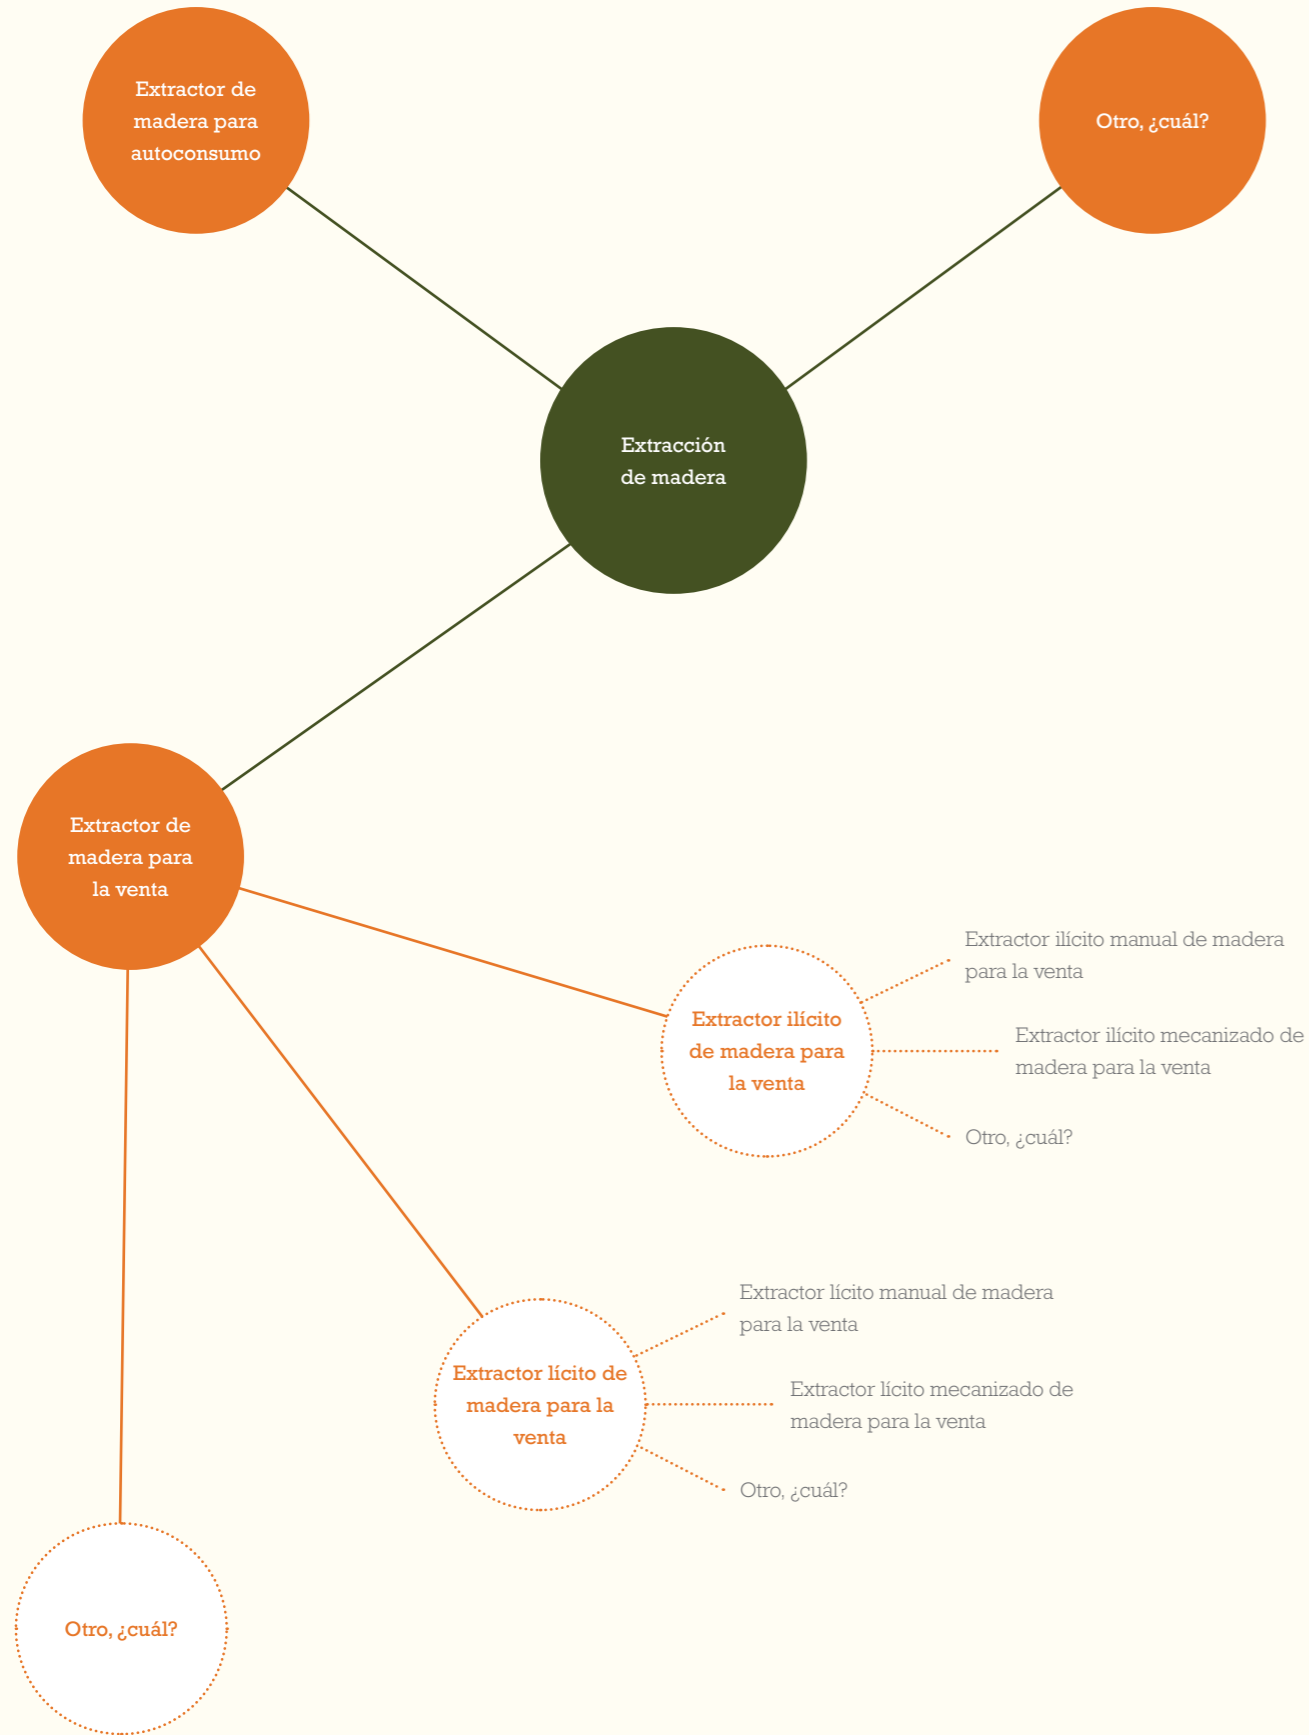 Extractor de
madera para
autoconsumo
Otro, ¿cuál?
Extracción
de madera
Extractor de
madera para
la venta
Extractor ilícito
de madera para
la venta
Extractor ilícito manual de madera
para la venta
Extractor ilícito mecanizado de
madera para la venta
Otro, ¿cuál?
Extractor lícito de
madera para la
venta
Extractor lícito manual de madera
para la venta
Extractor lícito mecanizado de
madera para la venta
Otro, ¿cuál?
Otro, ¿cuál?